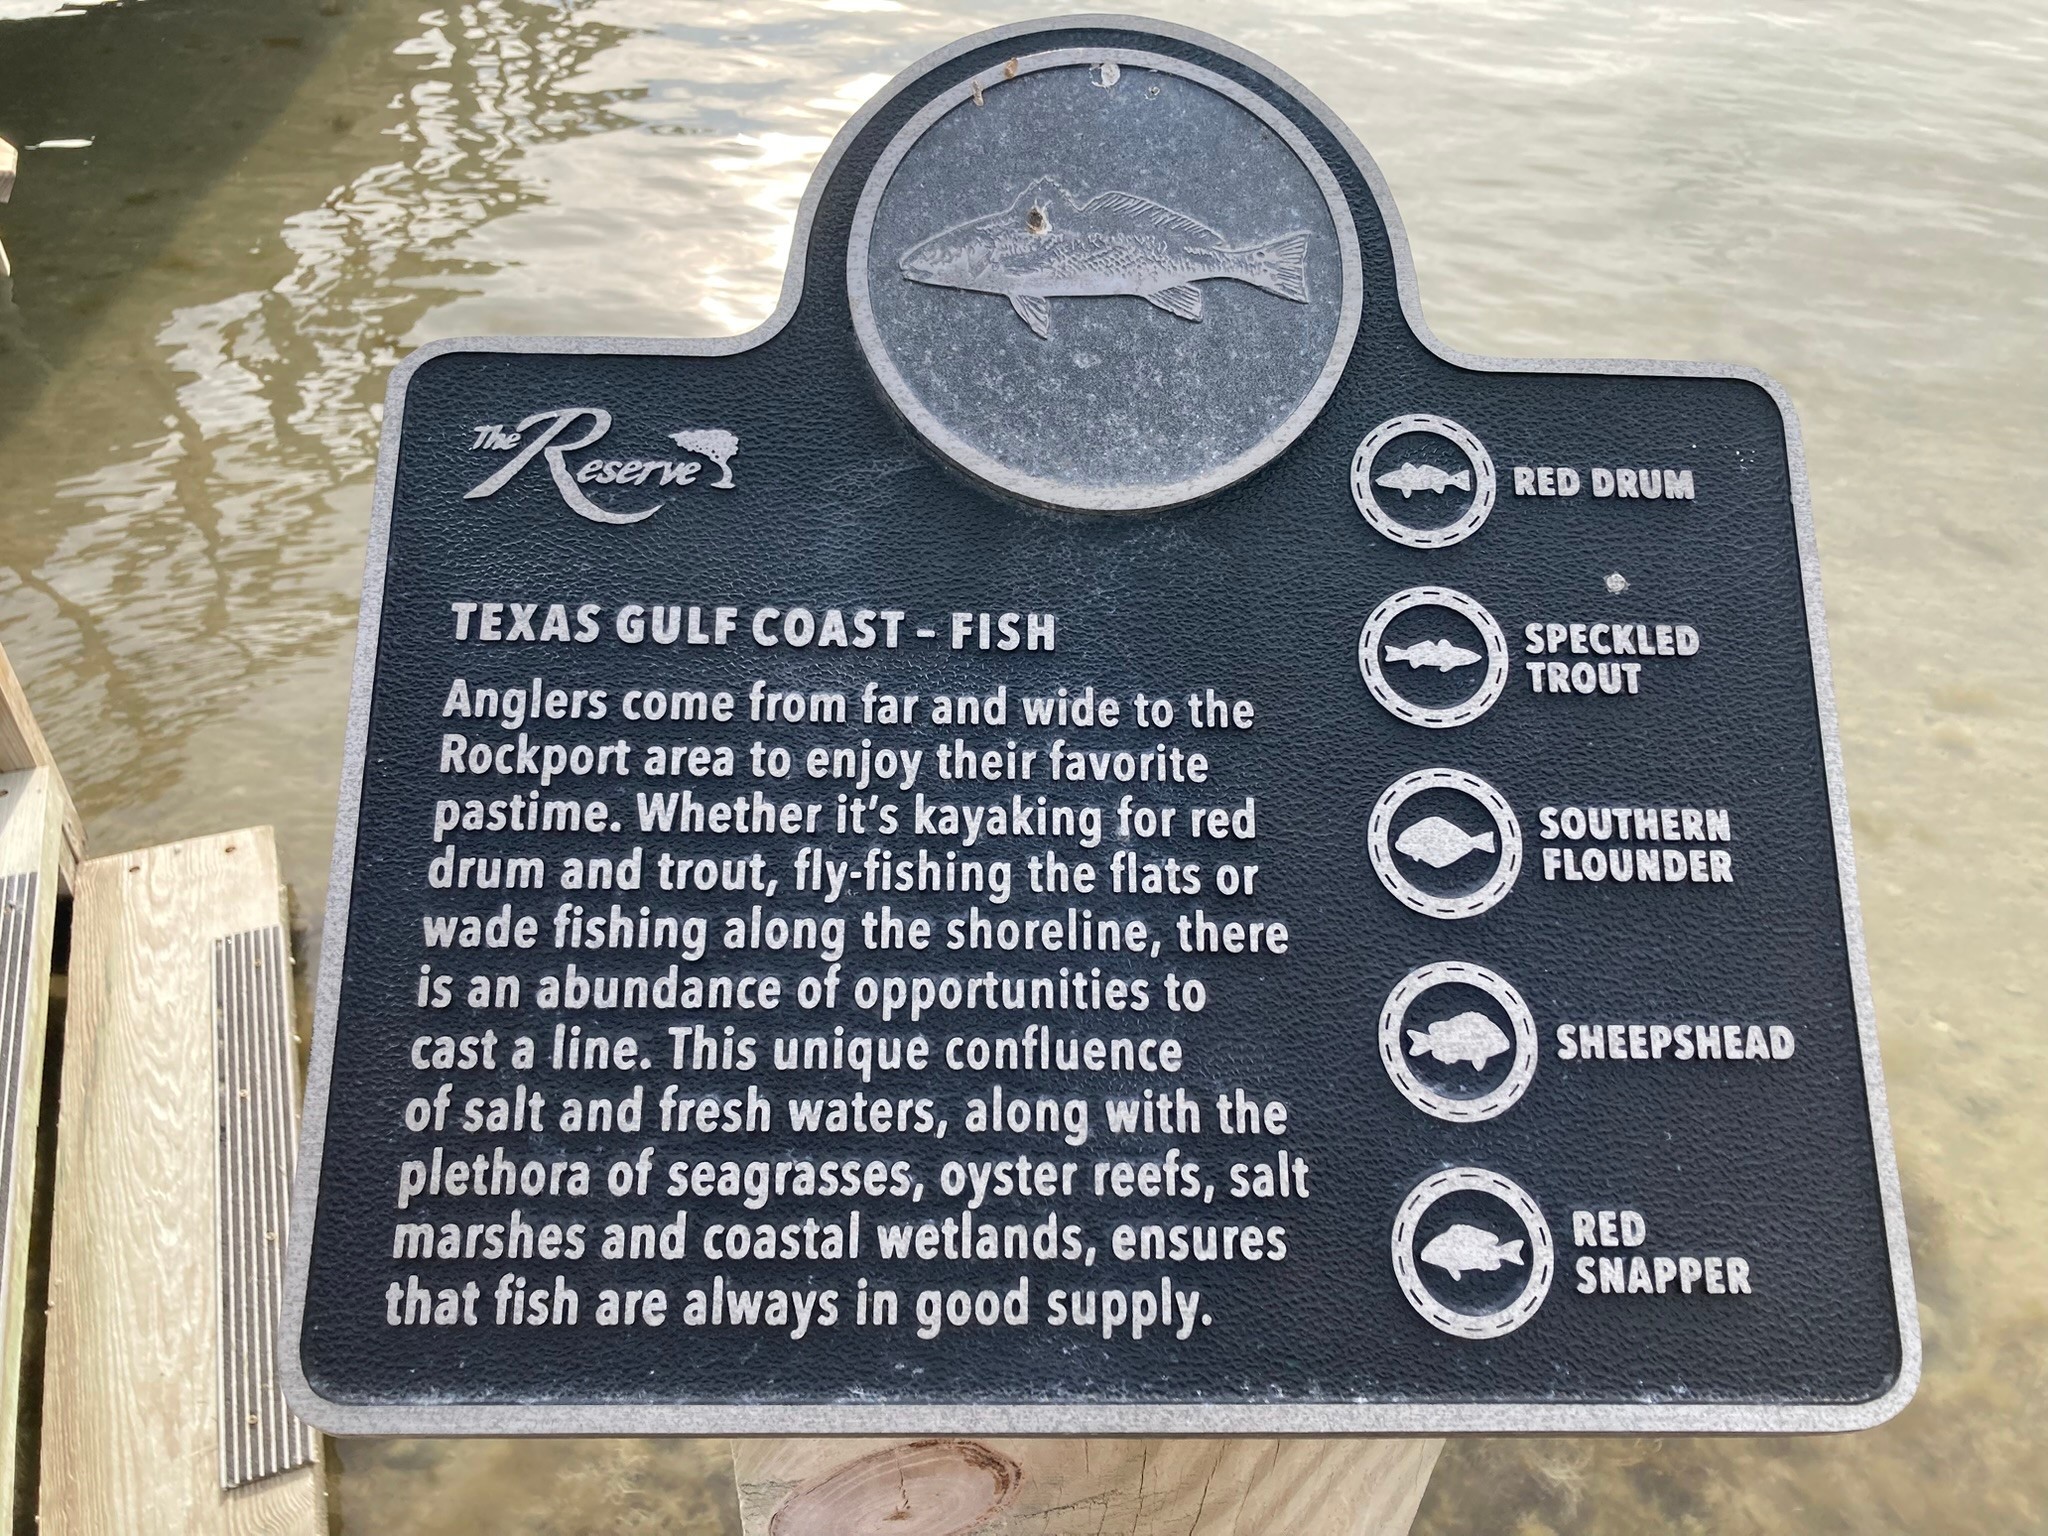 The Reserve
TEXAS GULF COAST - FISH
Anglers come from far and wide to the
Rockport area to enjoy their favorite
pastime. Whether it's kayaking for red
drum and trout, fly-fishing the flats or
wade fishing along the shoreline, there
is an abundance of opportunities to
cast a line. This unique confluence
of salt and fresh waters, along with the
plethora of seagrasses, oyster reefs, salt
marshes and coastal wetlands, ensures
that fish are always in good supply.
RED DRUM
SPECKLED
TROUT
SOUTHERN
FLOUNDER
SHEEPSHEAD
RED
SNAPPER